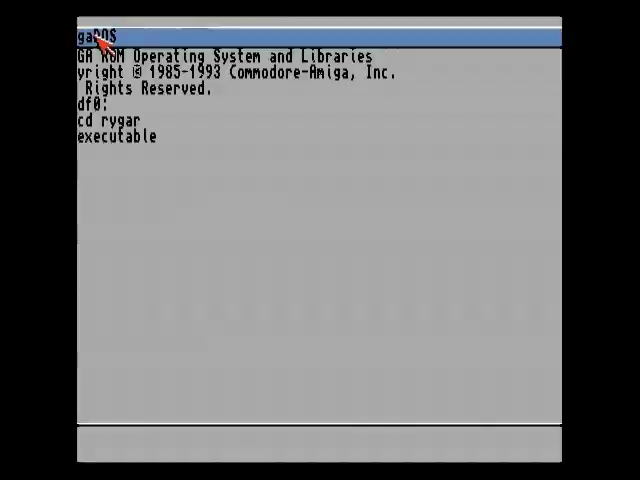 gaDOS
GA ROM Operating System and Libraries
yright © 1985-1993 Commodore-Amiga, Inc.
Rights Reserved.
df0:
cd rygar
executable